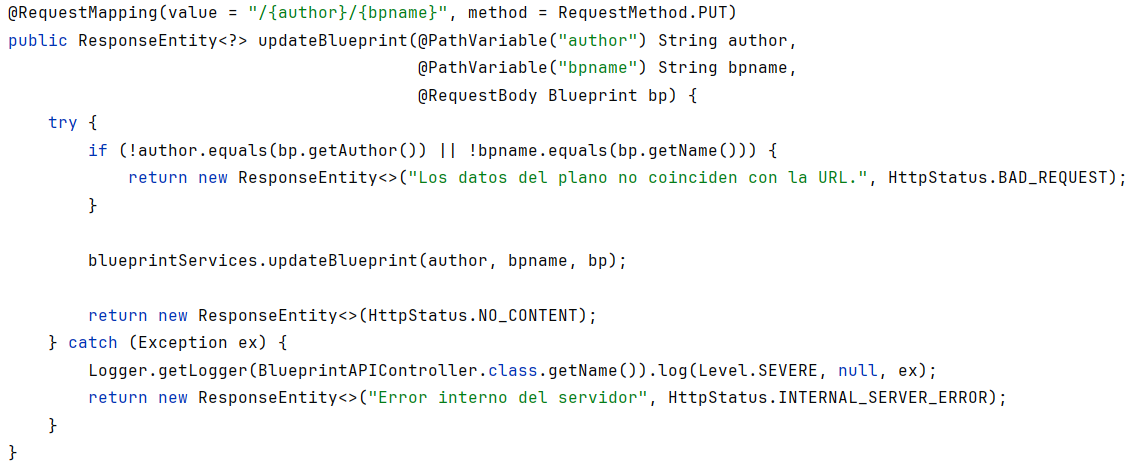 @RequestMapping(value = "/{author}/{bpname}", method = RequestMethod.PUT)
public ResponseEntity<?> updateBlueprint(@PathVariable("author") String author,
                                         @PathVariable("bpname") String bpname,
                                         @RequestBody Blueprint bp) {
    try {
        if (!author.equals(bp.getAuthor()) || !bpname.equals(bp.getName())) {
            return new ResponseEntity<>("Los datos del plano no coinciden con la URL.", HttpStatus.BAD_REQUEST);
        }

        blueprintServices.updateBlueprint(author, bpname, bp);

        return new ResponseEntity<>(HttpStatus.NO_CONTENT);
    } catch (Exception ex) {
        Logger.getLogger(BlueprintAPIController.class.getName()).log(Level.SEVERE, null, ex);
        return new ResponseEntity<>("Error interno del servidor", HttpStatus.INTERNAL_SERVER_ERROR);
    }
}